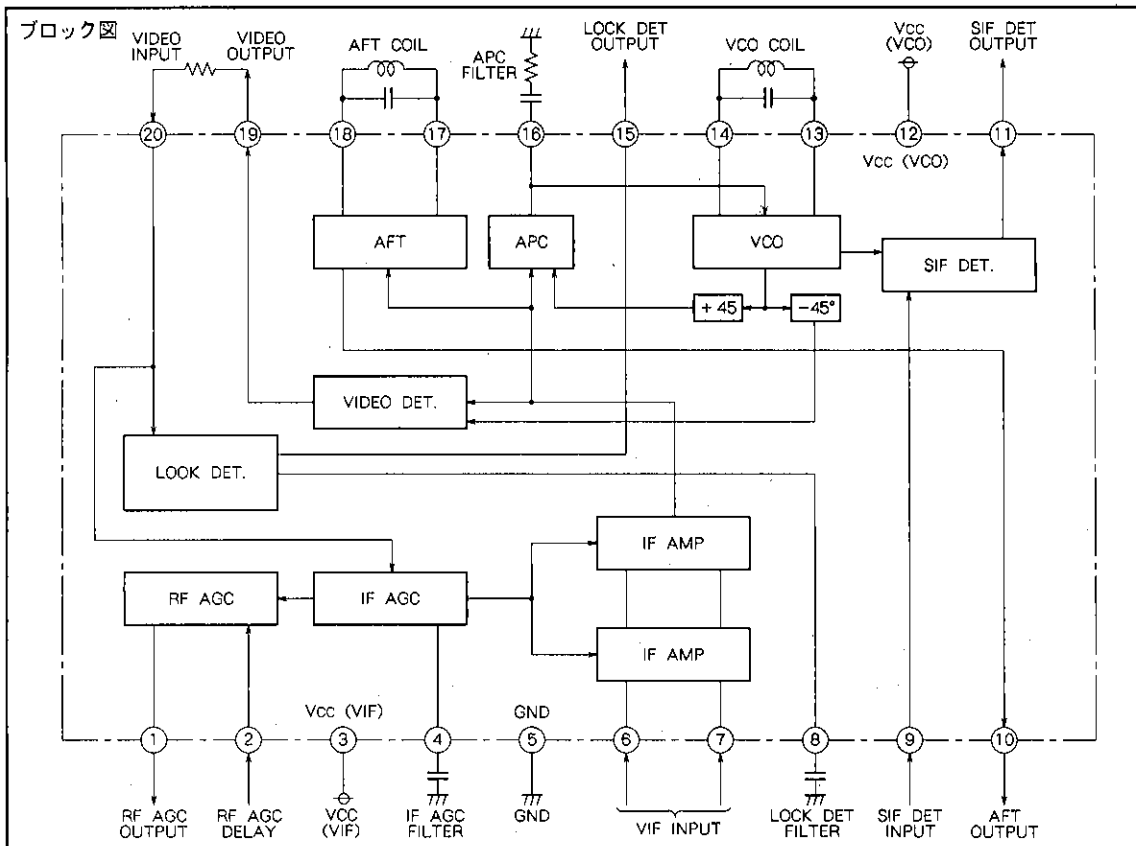 ブロック図
VIDEO
INPUT
VIDEO
OUTPUT
AFT COIL
APC
FILTER
LOCK DET
OUTPUT
VCO COIL
Vcc
(VCO)
SIF DET
OUTPUT
20
19
18
17
16
15
14
13
12
11
Vcc (VCO)
AFT
APC
VCO
SIF DET.
+45
-45°
VIDEO DET.
LOOK DET.
IF AMP
RF AGC
IF AGC
IF AMP
Vcc (VIF)
GND
1
2
3
4
5
6
7
8
9
10
RF AGC
OUTPUT
RF AGC
DELAY
VCC
(VIF)
IF AGC
FILTER
GND
VIF INPUT
LOCK DET
FILTER
SIF DET
INPUT
AFT
OUTPUT